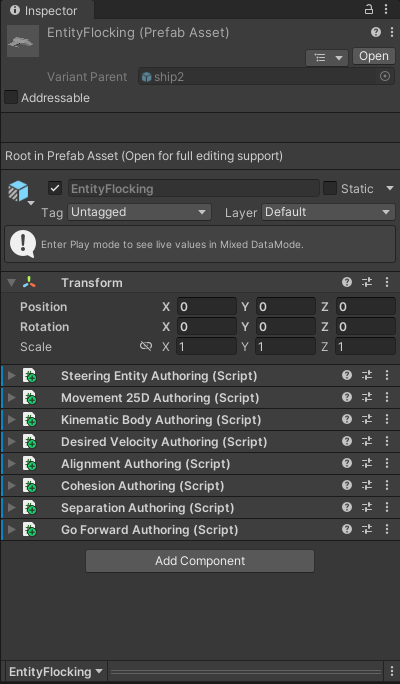 Inspector
EntityFlocking (Prefab Asset)
Open
Variant Parent ship2
Addressable
Root in Prefab Asset (Open for full editing support)
EntityFlocking Static
Tag Untagged Layer Default
Enter Play mode to see live values in Mixed DataMode.
Transform
Position X 0 Y 0 Z 0
Rotation X 0 Y 0 Z 0
Scale X 1 Y 1 Z 1
Steering Entity Authoring (Script)
Movement 25D Authoring (Script)
Kinematic Body Authoring (Script)
Desired Velocity Authoring (Script)
Alignment Authoring (Script)
Cohesion Authoring (Script)
Separation Authoring (Script)
Go Forward Authoring (Script)
Add Component
EntityFlocking